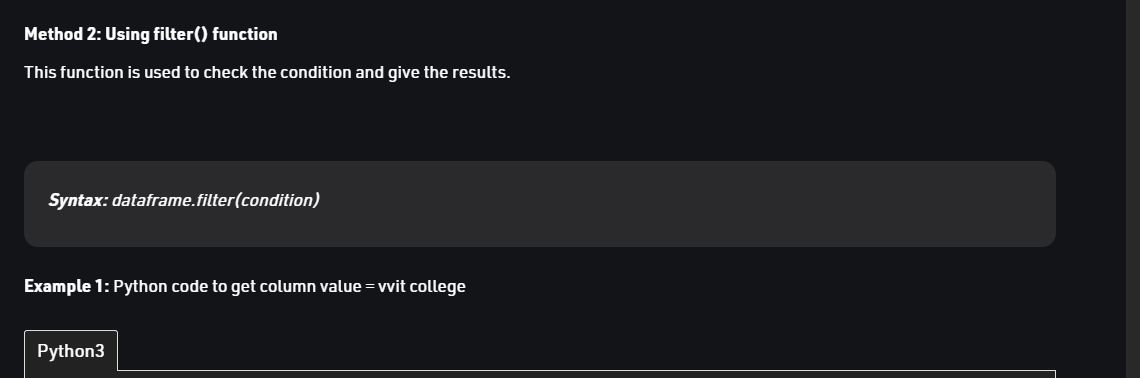 Method 2: Using filter() function
This function is used to check the condition and give the results.
Syntax: dataframe.filter(condition)
Example 1: Python code to get column value = vvit college
Python3